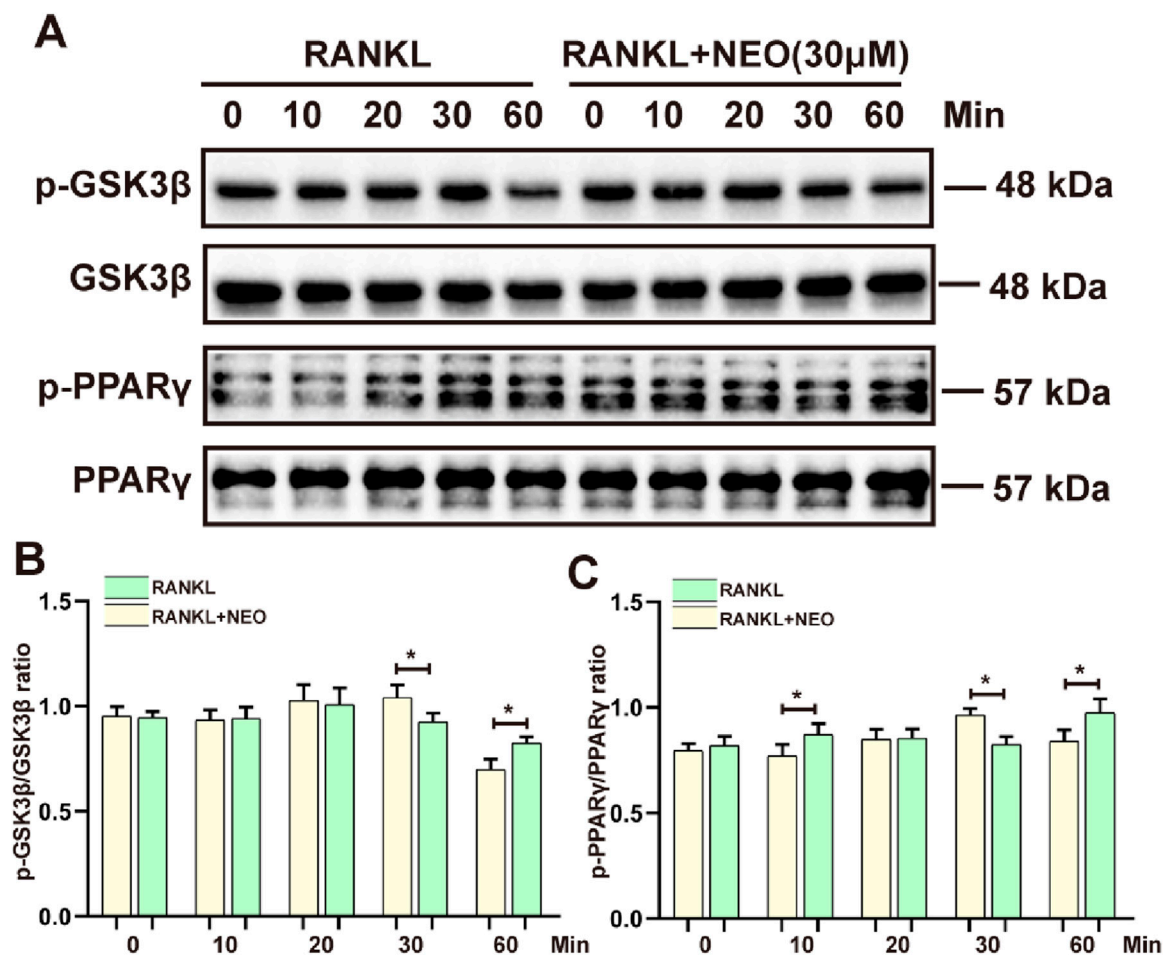 A
RANKL RANKL+NEO(30μM)
0 10 20 30 60 0 10 20 30 60 Min
p-GSK3β 48 kDa
GSK3β 48 kDa
p-PPARγ 57 kDa
PPARγ 57 kDa
B
RANKL
RANKL+NEO
p-GSK3β/GSK3β ratio
1.5
1.0
0.5
0.0
* *
0 10 20 30 60 Min
C
RANKL
RANKL+NEO
p-PPARγ/PPARγ ratio
1.5
1.0
0.5
0.0
* * *
0 10 20 30 60 Min